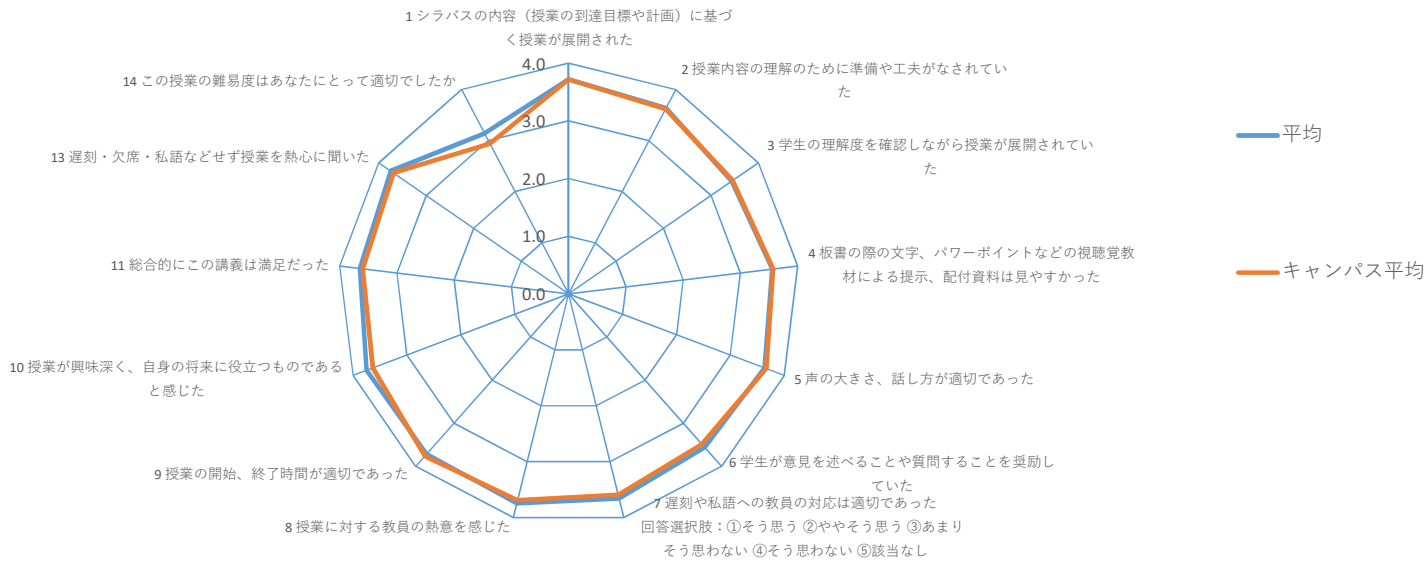 1 シラバスの内容（授業の到達目標や計画）に基づ
く授業が展開された
2 授業内容の理解のために準備や工夫がなされてい
た
3 学生の理解度を確認しながら授業が展開されてい
た
4 板書の際の文字、パワーポイントなどの視聴覚教
材による提示、配付資料は見やすかった
5 声の大きさ、話し方が適切であった
6 学生が意見を述べることや質問することを奨励し
ていた
7 遅刻や私語への教員の対応は適切であった
回答選択肢：①そう思う ②ややそう思う ③あまり
そう思わない ④そう思わない ⑤該当なし
8 授業に対する教員の熱意を感じた
9 授業の開始、終了時間が適切であった
10 授業が興味深く、自身の将来に役立つものである
と感じた
11 総合的にこの講義は満足だった
13 遅刻・欠席・私語などせず授業を熱心に聞いた
14 この授業の難易度はあなたにとって適切でしたか
4.0
3.0
2.0
1.0
0.0
平均
キャンパス平均